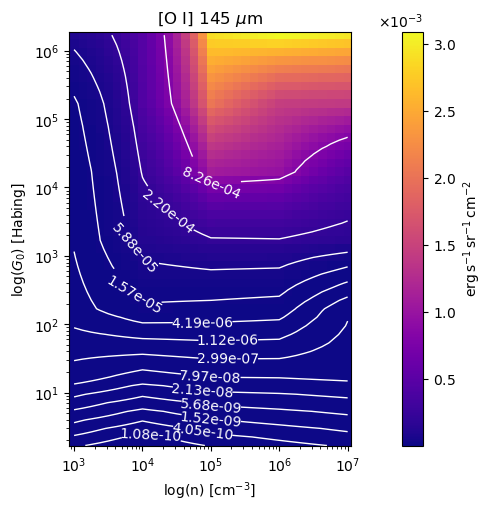 [O I] 145 μm
×10⁻³
10⁶
10⁵
10⁴
10³
10²
10¹
log(G₀) [Habing]
8.26e-04
2.20e-04
5.88e-05
1.57e-05
4.19e-06
1.12e-06
2.99e-07
7.97e-08
2.13e-08
5.68e-09
1.52e-09
4.05e-10
1.08e-10
10³ 10⁴ 10⁵ 10⁶ 10⁷
log(n) [cm⁻³]
3.0
2.5
2.0
1.5
1.0
0.5
erg s⁻¹ sr⁻¹ cm⁻²